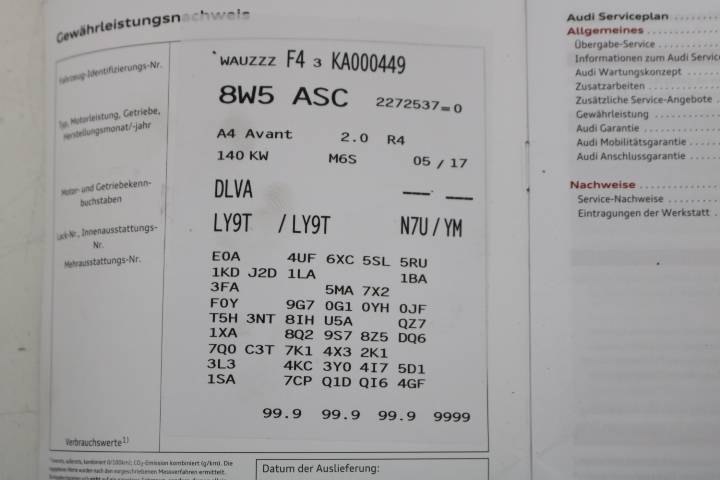 Gewährleistungsnachweis
Fahrzeug-Identifizierungs-Nr.
WAUZZZ F4 3 KA000449
8W5 ASC 2272537=0
Typ, Motorleistung, Getriebe,
Herstellungsmonat/-jahr
A4 Avant 2.0 R4
140 KW M6S 05 / 17
Motor- und Getriebekenn-
buchstaben
DLVA --- --
Lack-Nr., Innenausstattungs-
Nr.
LY9T / LY9T N7U / YM
Mehrausstattungs-Nr.
E0A 4UF 6XC 5SL 5RU
1KD J2D 1LA 1BA
3FA 5MA 7X2
F0Y 9G7 0G1 0YH 0JF
T5H 3NT 8IH U5A QZ7
1XA 8Q2 9S7 8Z5 DQ6
7Q0 C3T 7K1 4X3 2K1
3L3 4KC 3Y0 4I7 5D1
1SA 7CP Q1D QI6 4GF
99.9 99.9 99.9 9999
Verbrauchswerte1)
Datum der Auslieferung:
Audi Serviceplan
Allgemeines
Übergabe-Service
Informationen zum Audi Service
Audi Wartungskonzept
Zusatzarbeiten
Zusätzliche Service-Angebote
Gewährleistung
Audi Garantie
Audi Mobilitätsgarantie
Audi Anschlussgarantie
Nachweise
Service-Nachweise
Eintragungen der Werkstatt